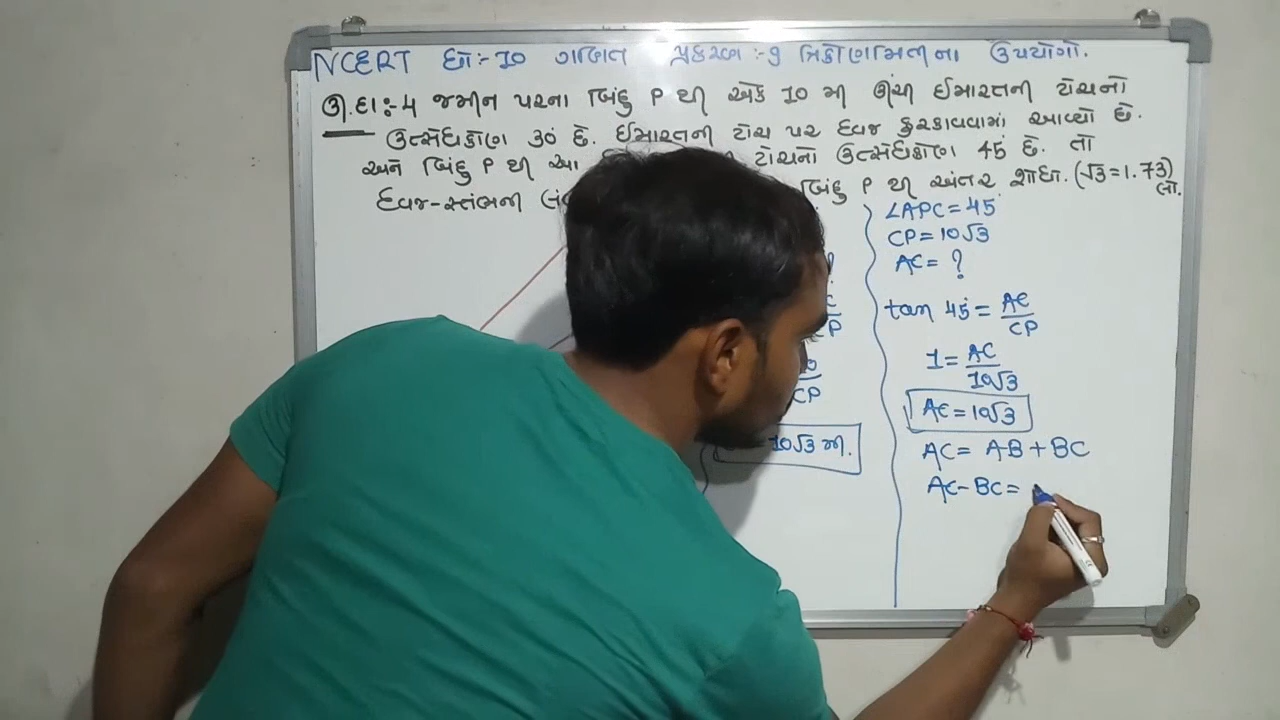 NCERT ધો:-10 ગણિત પ્રકરણ :-9 ત્રિકોણમિતીના ઉપયોગો.
ઊ.દા:-4 જમીન પરના બિંદુ P થી એક 10 મી ઊંચી ઈમારતની ટોચનો
ઉત્સેધકોણ 30 છે. ઈમારતની ટોચ પર ધ્વજ ફરકાવવામાં આવ્યો છે.
અને બિંદુ P થી આ ટોચનો ઉત્સેધકોણ 45 છે. તો
ધ્વજ-સ્તંભની બિંદુ P થી અંતર શોધો. (√3=1.73)
લો.
CP
CP
= 10√3 મી.
∠APC = 45
CP = 10√3
AC = ?
tan 45 = AC/CP
1 = AC/10√3
AC = 10√3
AC = AB + BC
AC - BC =